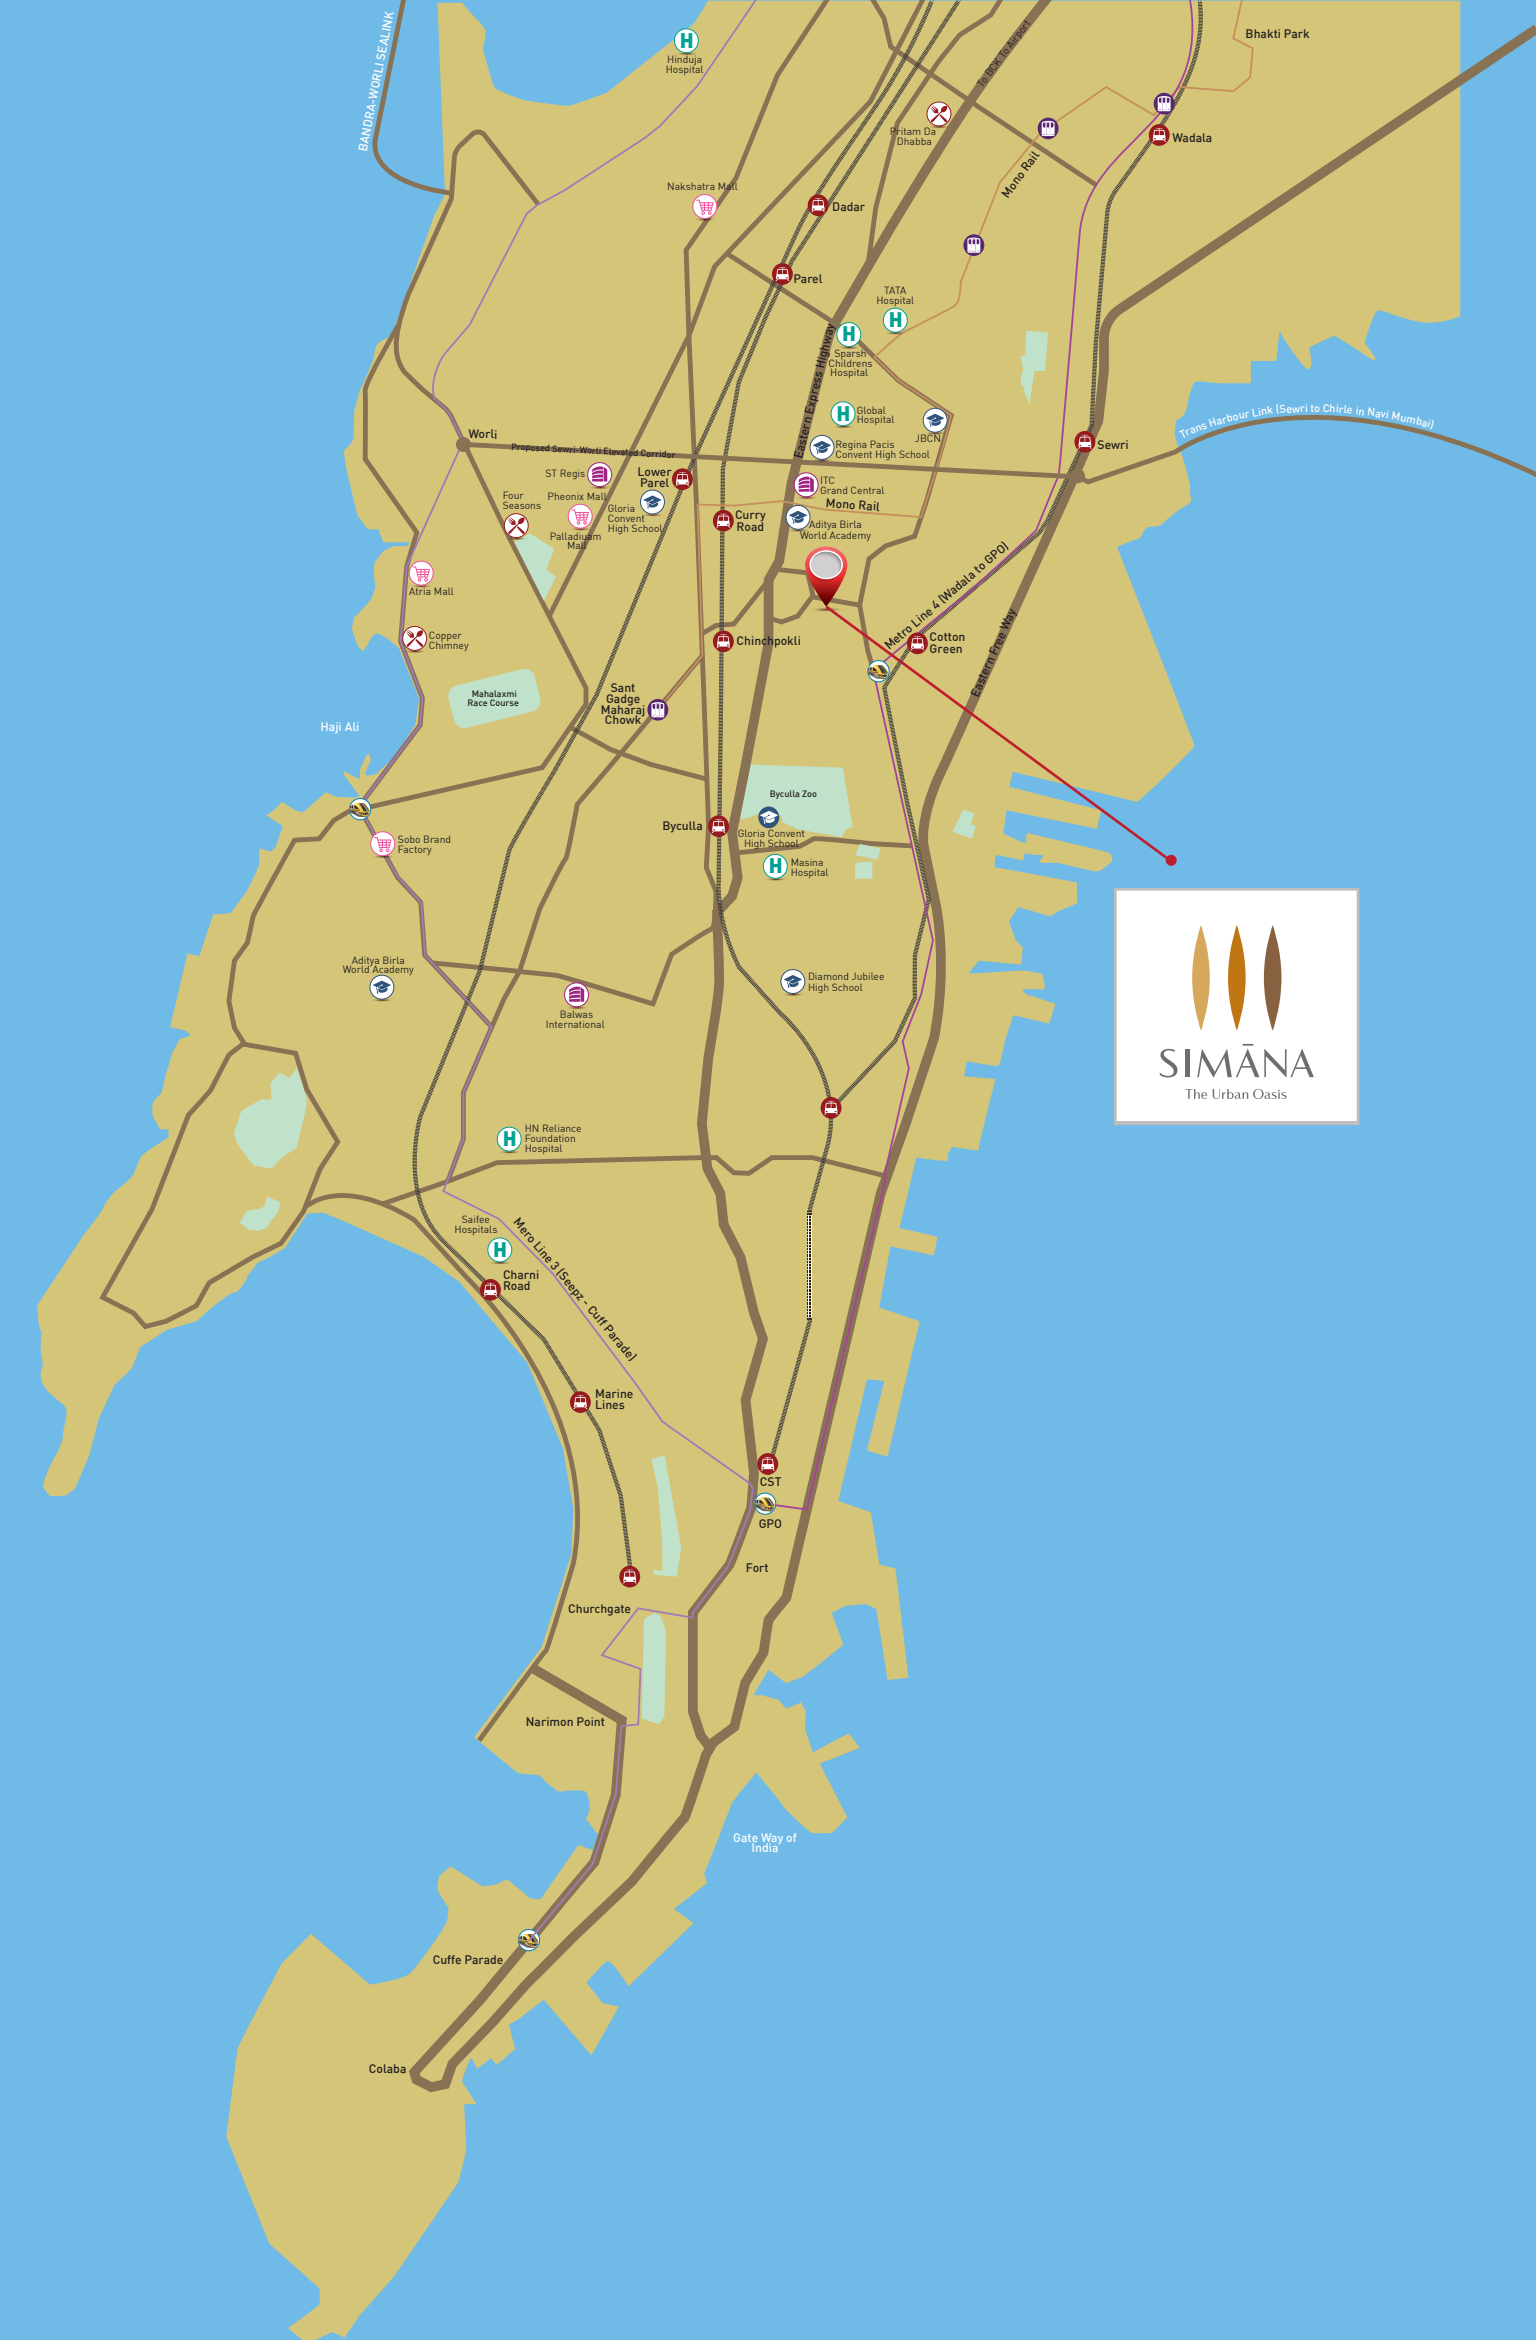 BANDRA-WORLI SEALINK
Hinduja
Hospital
To BCK To Airport
Bhakti Park
Pritam Da
Dhabba
Wadala
Mono Rail
Nakshatra Mall
Dadar
Parel
TATA
Hospital
Eastern Express Highway
Sparsh
Childrens
Hospital
Global
Hospital
JBCN
Trans Harbour Link (Sewri to Chirle in Navi Mumbai)
Worli
Proposed Sewri-Worli Elevated Corridor
Regina Pacis
Convent High School
Sewri
ST Regis
Lower
Parel
ITC
Grand Central
Four
Seasons
Pheonix Mall
Gloria
Convent
High School
Mono Rail
Curry
Road
Aditya Birla
World Academy
Palladiuam
Mall
Atria Mall
Metro Line 4 (Wadala to GPO)
Copper
Chimney
Chinchpokli
Cotton
Green
Eastern Free Way
Mahalaxmi
Race Course
Sant
Gadge
Maharaj
Chowk
Haji Ali
Byculla Zoo
Byculla
Gloria Convent
High School
Sobo Brand
Factory
Masina
Hospital
Aditya Birla
World Academy
Diamond Jubilee
High School
Balwas
International
SIMĀNA
The Urban Oasis
HN Reliance
Foundation
Hospital
Saifee
Hospitals
Mero Line 3 (Seepz - Cuff Parade)
Charni
Road
Marine
Lines
CST
GPO
Fort
Churchgate
Narimon Point
Gate Way of
India
Cuffe Parade
Colaba